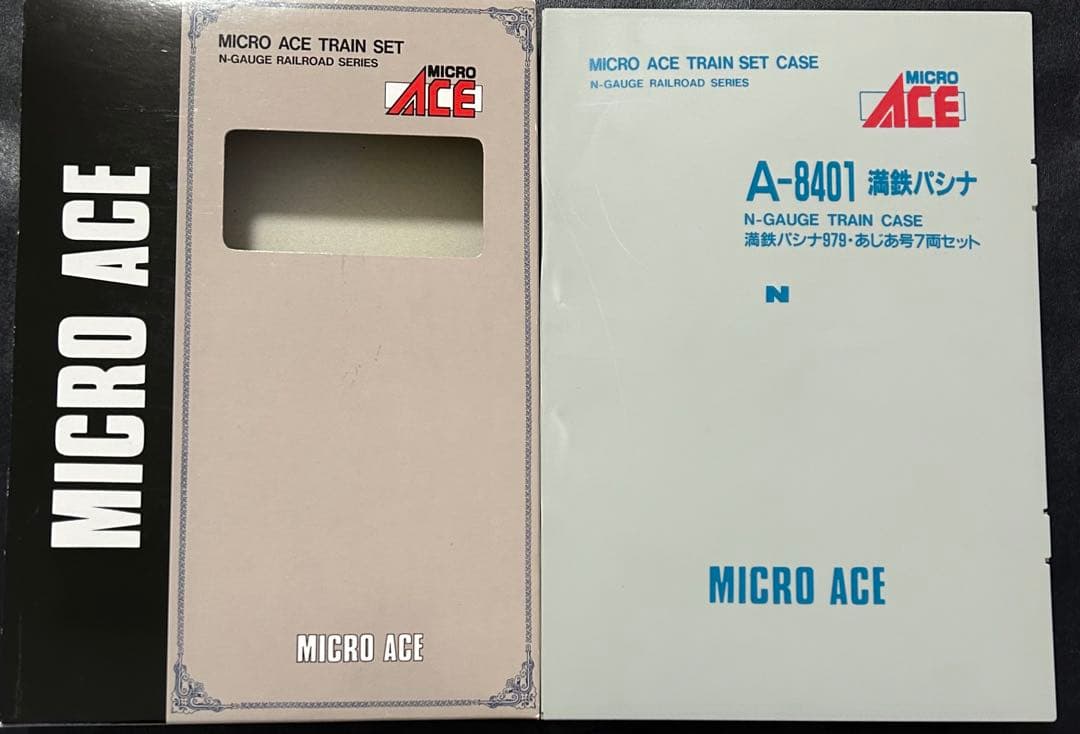 MICRO ACE
MICRO ACE TRAIN SET
N-GAUGE RAILROAD SERIES
MICRO
ACE
MICRO ACE
MICRO ACE TRAIN SET CASE
N-GAUGE RAILROAD SERIES
MICRO
ACE
A-8401 満鉄パシナ
N-GAUGE TRAIN CASE
満鉄パシナ979・あじあ号7両セット
N
MICRO ACE